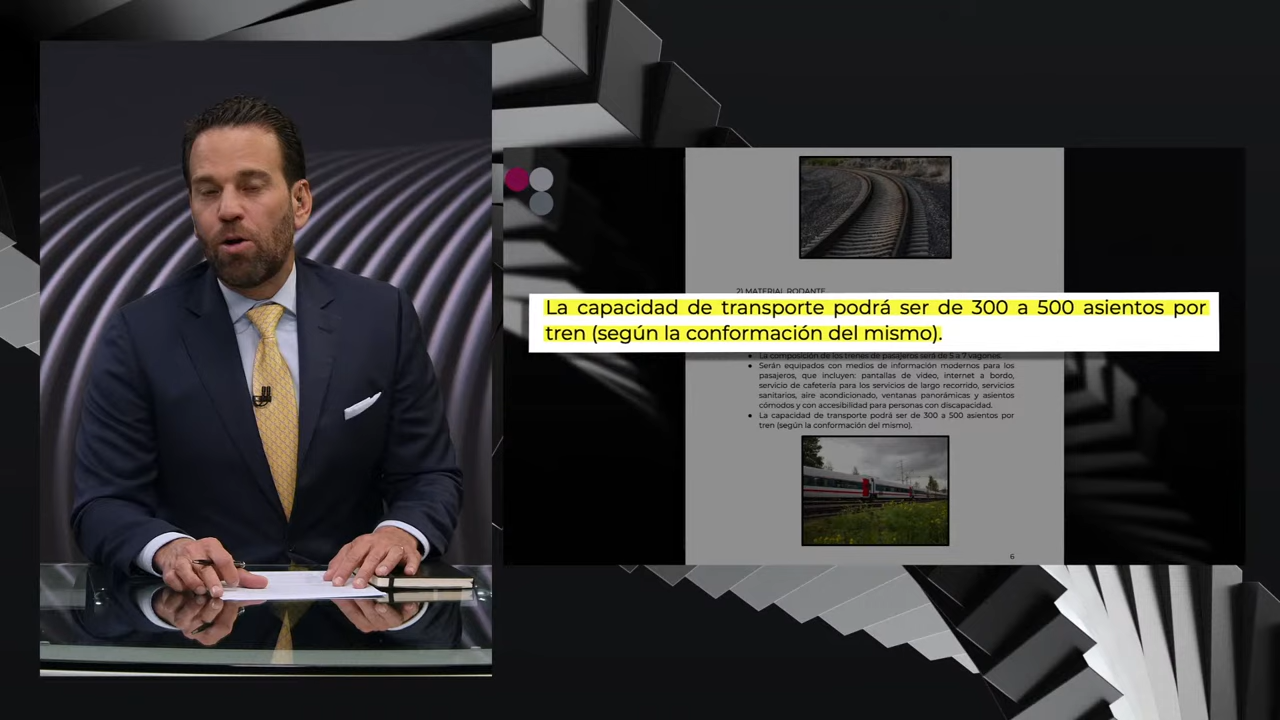 2) MATERIAL RODANTE
La capacidad de transporte podrá ser de 300 a 500 asientos por
tren (según la conformación del mismo).
La composición de los trenes de pasajeros será de 5 a 7 vagones.
Serán equipados con medios de información modernos para los
pasajeros, que incluyen: pantallas de video, internet a bordo,
servicio de cafetería para los servicios de largo recorrido, servicios
sanitarios, aire acondicionado, ventanas panorámicas y asientos
cómodos y con accesibilidad para personas con discapacidad.
La capacidad de transporte podrá ser de 300 a 500 asientos por
tren (según la conformación del mismo).
6